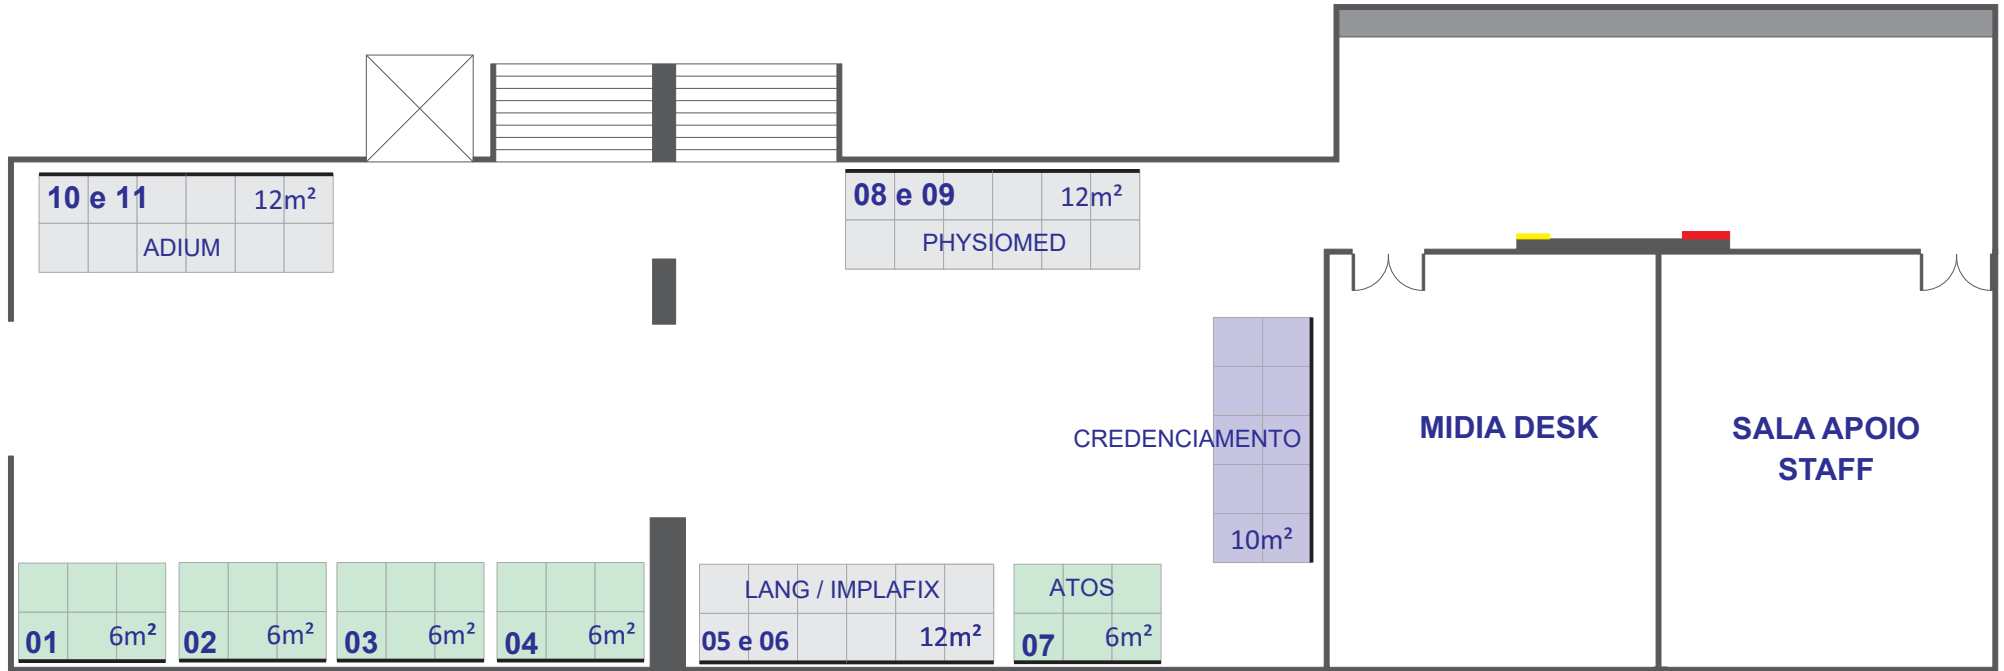 10 e 11 12m²
ADIUM
08 e 09 12m²
PHYSIOMED
CREDENCIAMENTO
10m²
MIDIA DESK
SALA APOIO
STAFF
01 6m²
02 6m²
03 6m²
04 6m²
LANG / IMPLAFIX
05 e 06 12m²
ATOS
07 6m²